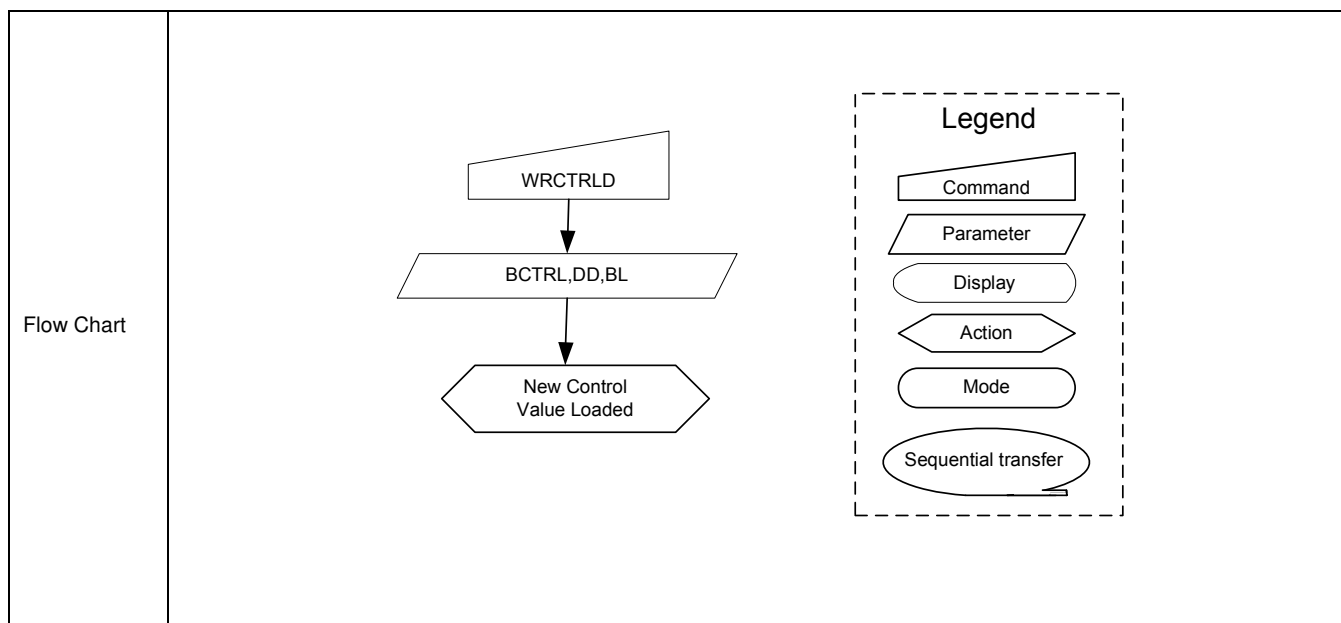 Flow Chart
WRCTRLD
BCTRL,DD,BL
New Control
Value Loaded
Legend
Command
Parameter
Display
Action
Mode
Sequential transfer